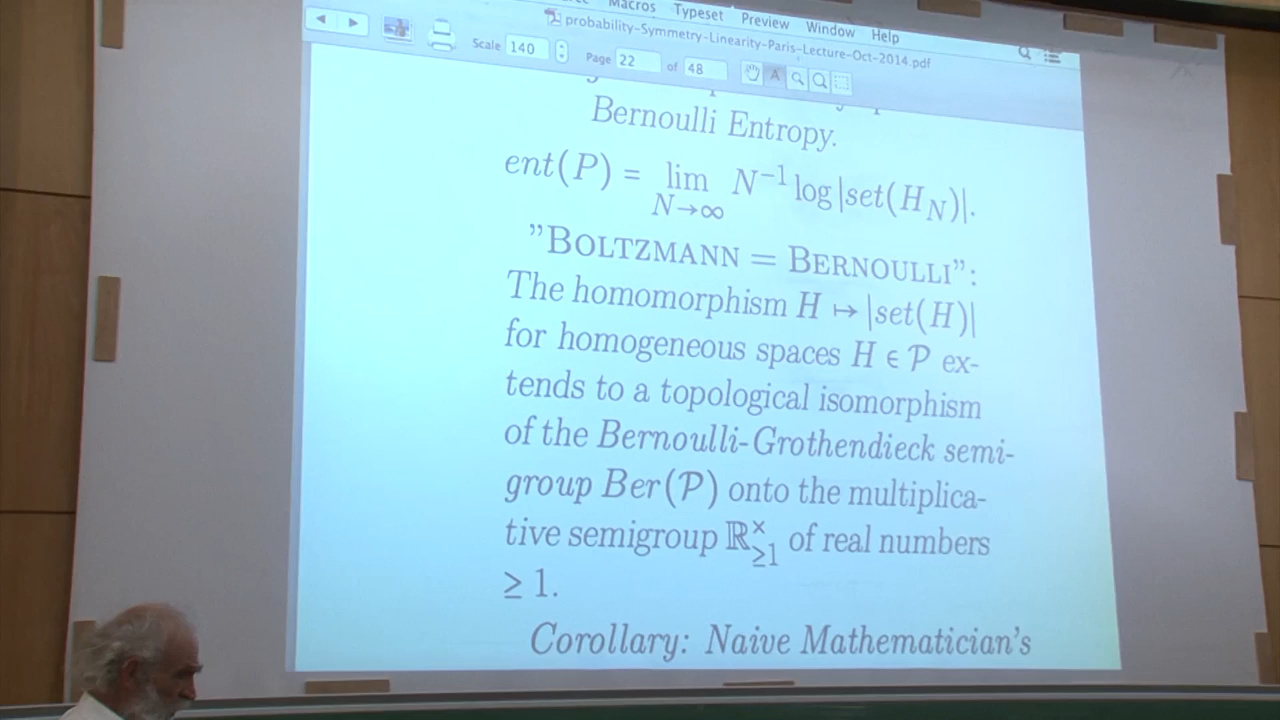 Macros Typeset Preview Window Help
probability-Symmetry-Linearity-Paris-Lecture-Oct-2014.pdf
Scale 140 Page 22 of 48
A
Bernoulli Entropy.
ent(P) = lim N→∞ N⁻¹ log |set(H_N)|.
”BOLTZMANN = BERNOULLI”:
The homomorphism H ↦ |set(H)|
for homogeneous spaces H ∈ 𝒫 ex-
tends to a topological isomorphism
of the Bernoulli-Grothendieck semi-
group Ber(𝒫) onto the multiplica-
tive semigroup ℝ^×_≥1 of real numbers
≥ 1.
Corollary: Naive Mathematician's